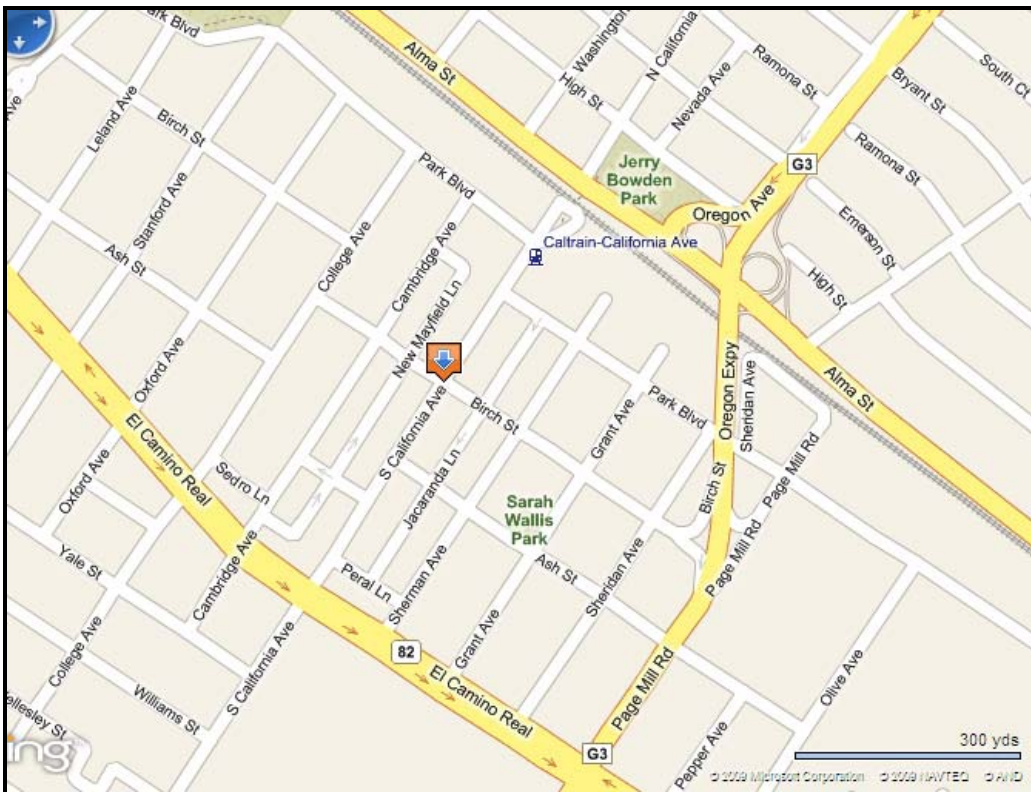 Park Blvd
Alma St
Washington
N California
Ramona St
South Ct
Ave
Leland Ave
Birch St
High St
Nevada Ave
Bryant St
Jerry
Bowden
Park
G3
Ramona St
Park Blvd
Stanford Ave
Oregon Ave
Emerson St
Ash St
College Ave
Cambridge Ave
Caltrain-California Ave
High St
New Mayfield Ln
Oxford Ave
Oregon Expy
Sheridan Ave
Alma St
S California Ave
Birch St
Grant Ave
Park Blvd
El Camino Real
Sedro Ln
Jacaranda Ln
Page Mill Rd
Birch St
Oxford Ave
Sarah
Wallis
Park
Page Mill Rd
Yale St
Cambridge Ave
Peral Ln
Sherman Ave
Ash St
Sheridan Ave
College Ave
82
Grant Ave
Olive Ave
S California Ave
Williams St
El Camino Real
Page Mill Rd
ellesley St
G3
Pepper Ave
300 yds
ing
© 2009 Microsoft Corporation © 2009 NAVTEQ © AND